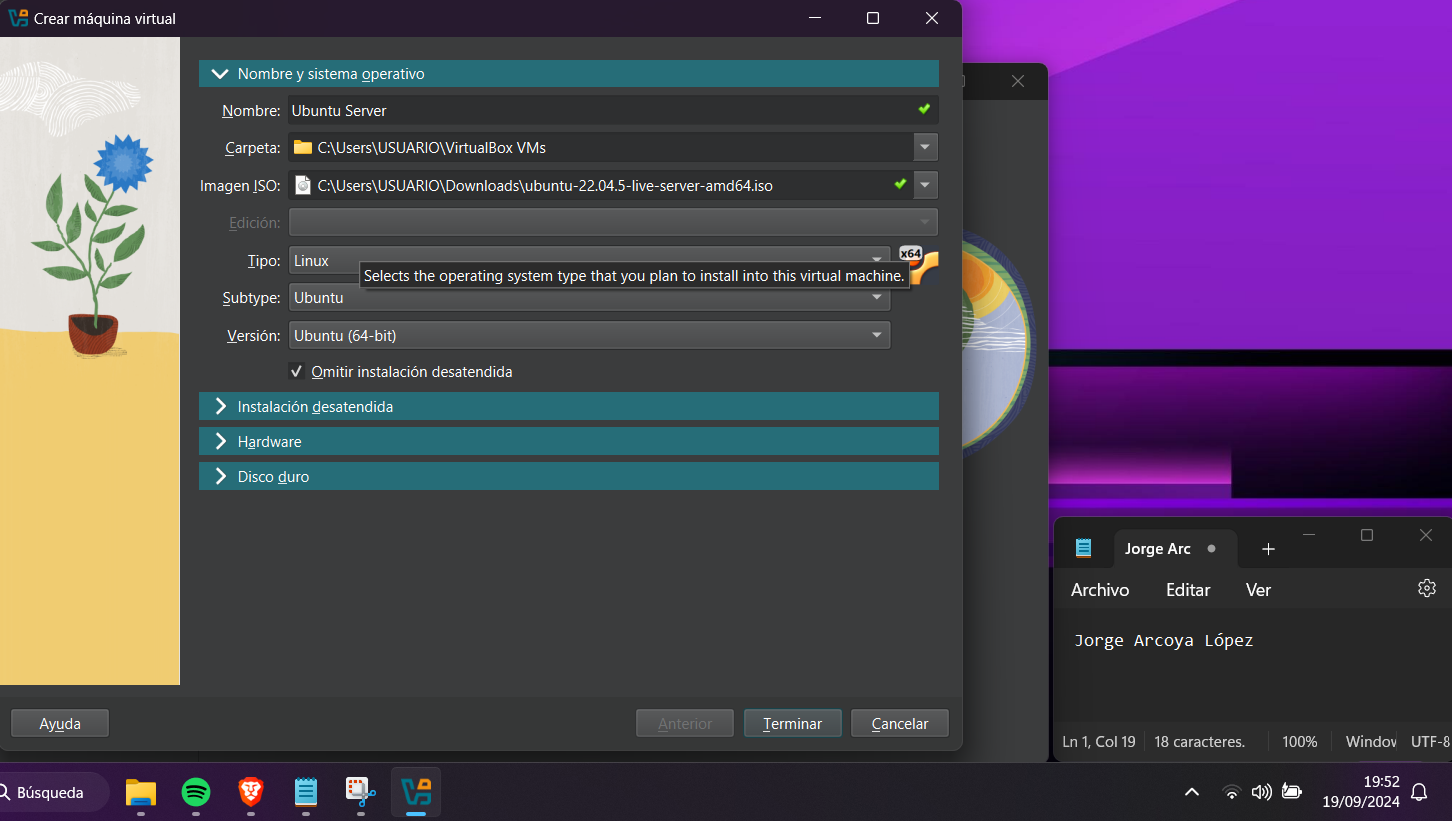 Crear máquina virtual
Nombre y sistema operativo
Nombre: Ubuntu Server
Carpeta: C:\Users\USUARIO\VirtualBox VMs
Imagen ISO: C:\Users\USUARIO\Downloads\ubuntu-22.04.5-live-server-amd64.iso
Edición:
Tipo: Linux
x64
Selects the operating system type that you plan to install into this virtual machine.
Subtype: Ubuntu
Versión: Ubuntu (64-bit)
Omitir instalación desatendida
Instalación desatendida
Hardware
Disco duro
Ayuda Anterior Terminar Cancelar
Jorge Arc
Archivo Editar Ver
Jorge Arcoya López
Ln 1, Col 19 18 caracteres. 100% Window UTF-8
Búsqueda
19:52
19/09/2024